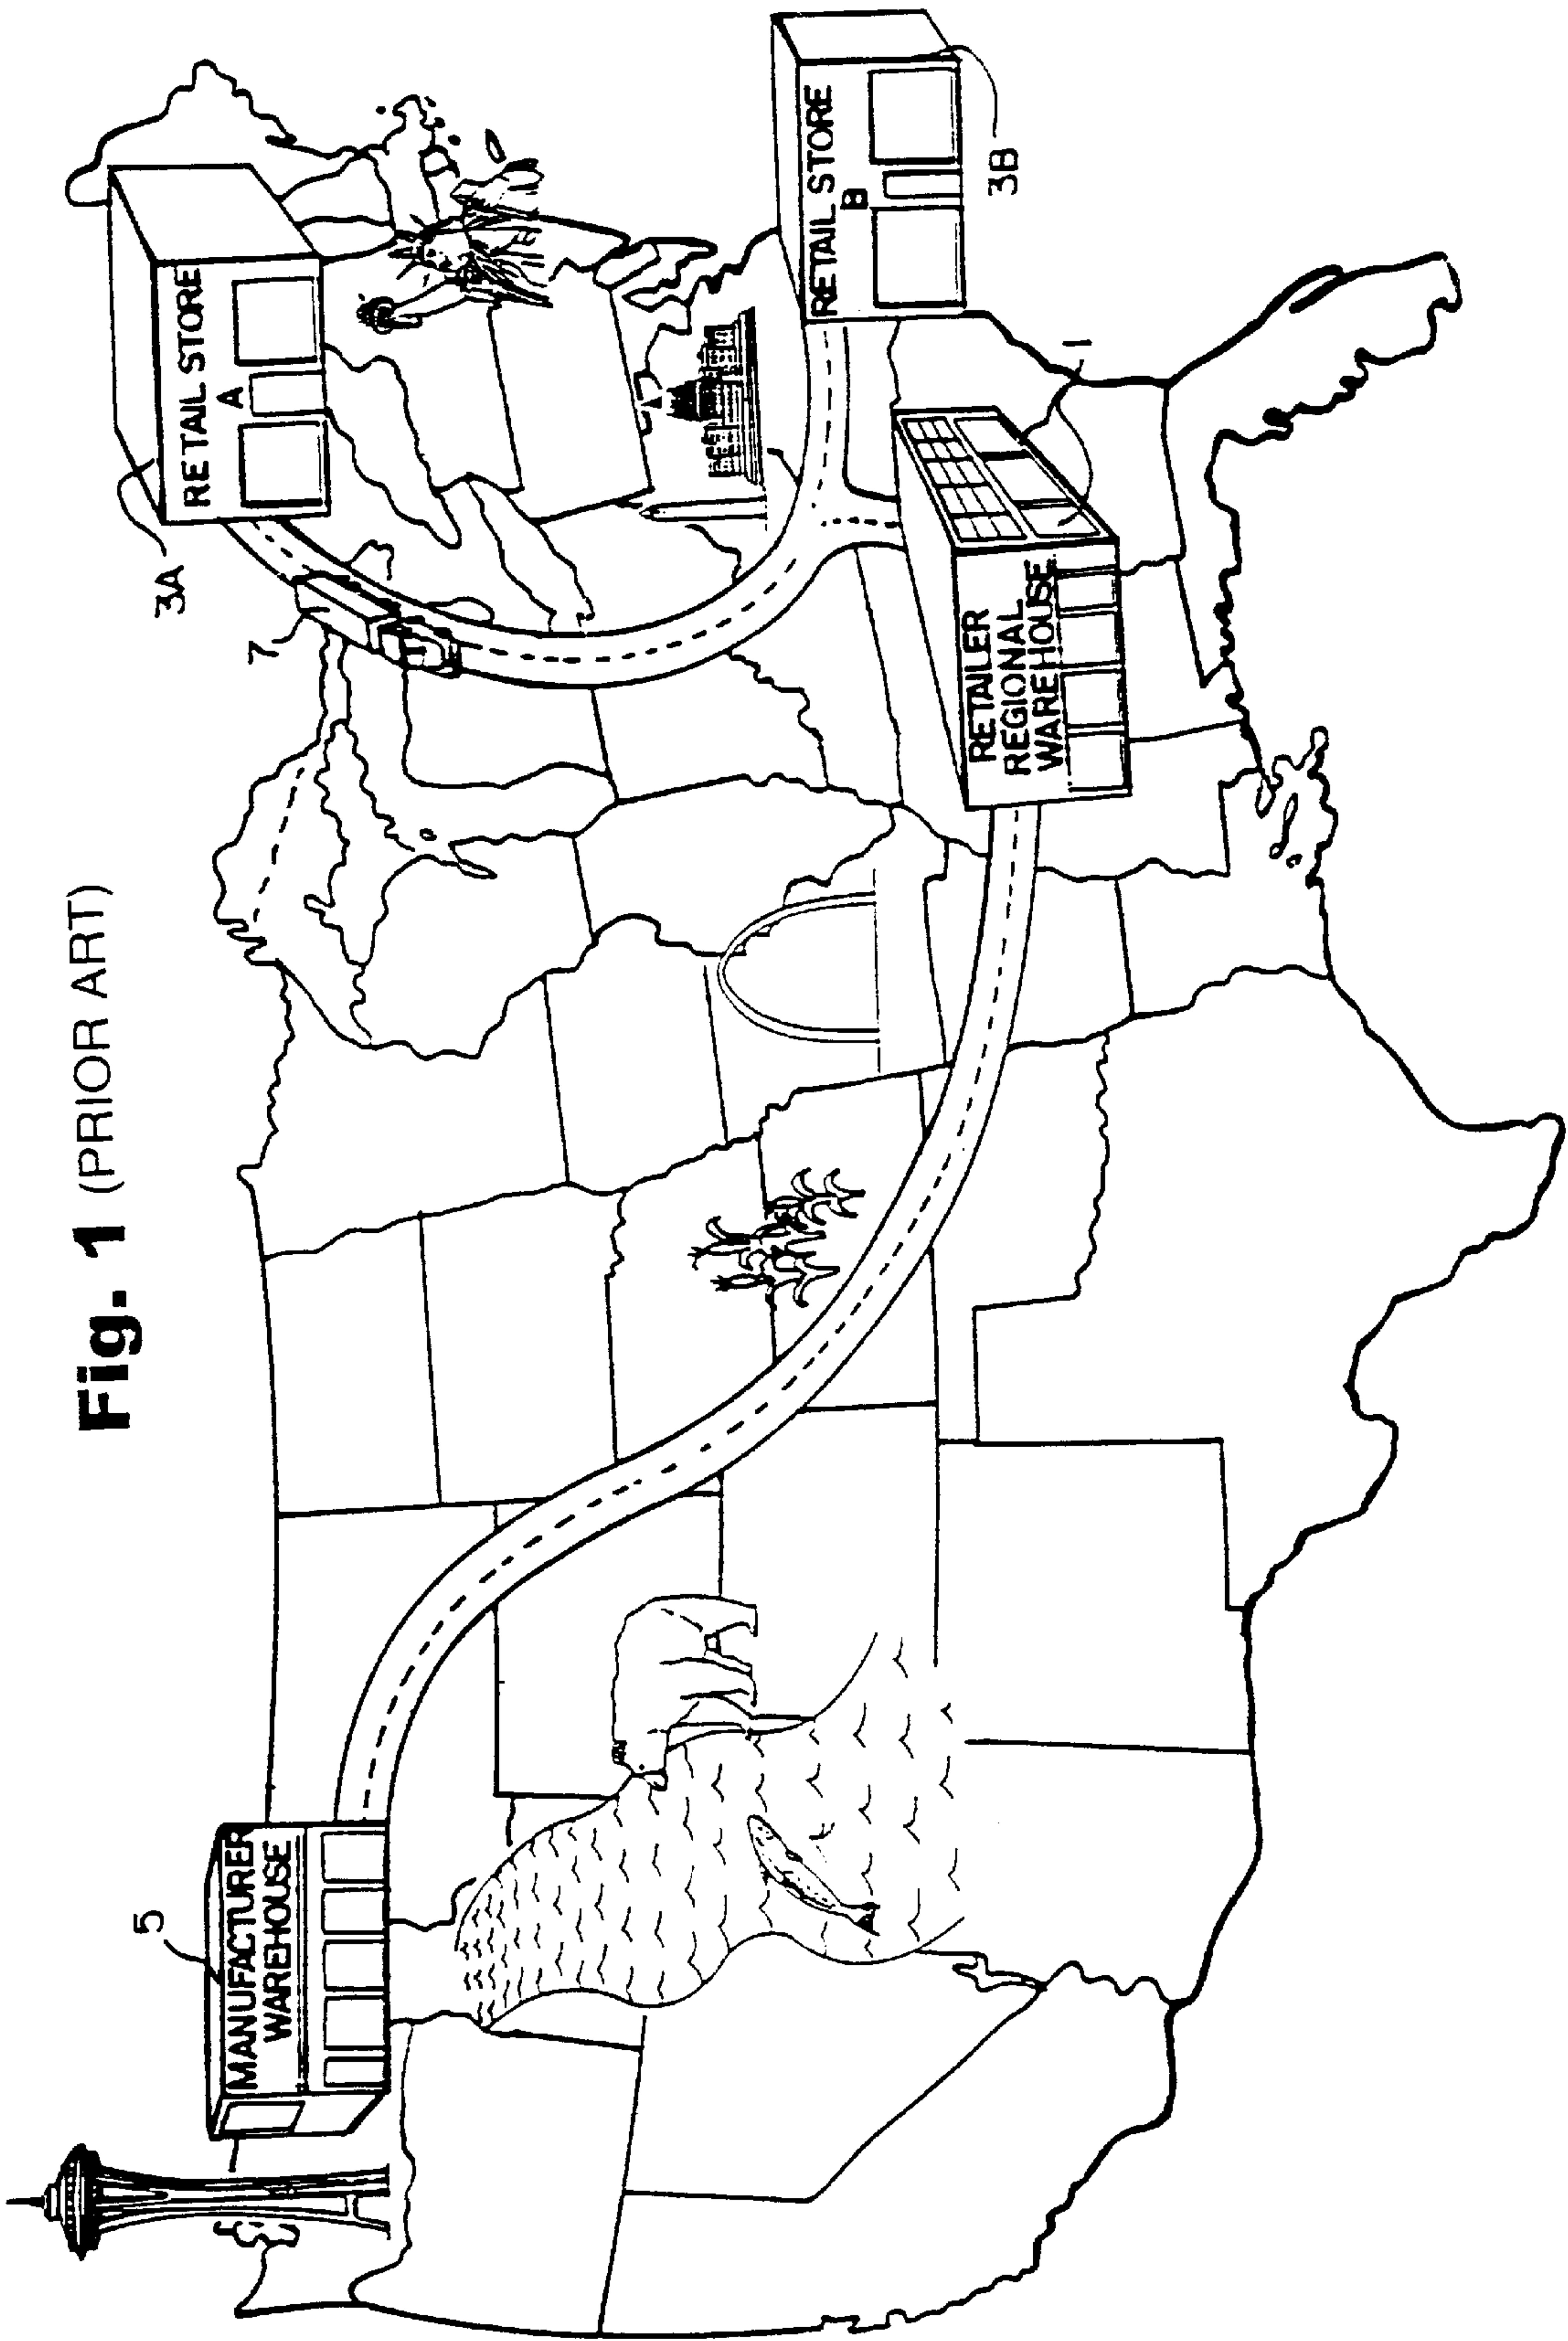 Fig. 1 (PRIOR ART)
5
MANUFACTURER
WAREHOUSE
3A
RETAIL STORE
A
7
RETAIL STORE
B
3B
RETAILER
REGIONAL
WAREHOUSE
1